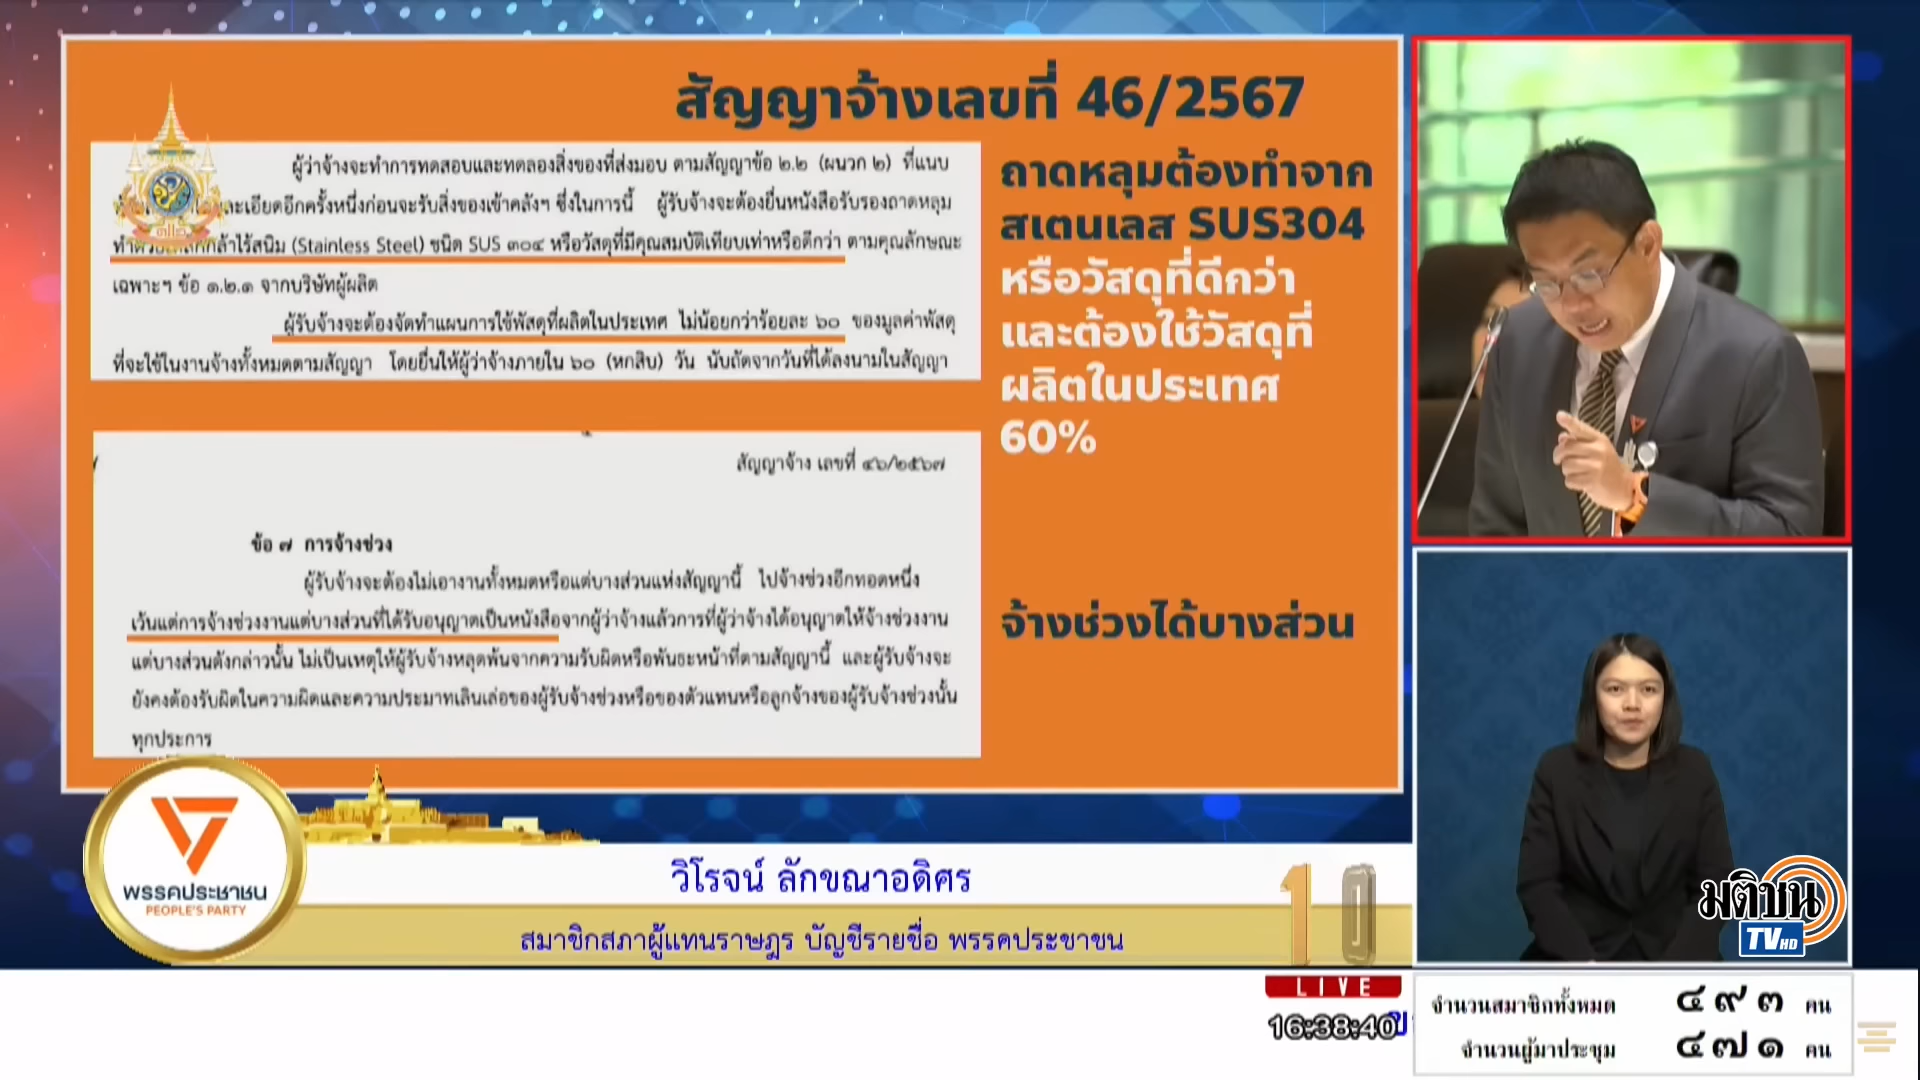 สัญญาจ้างเลขที่ 46/2567
ผู้ว่าจ้างจะทำการทดสอบและทดลองสิ่งของที่ส่งมอบ ตามสัญญาข้อ ๒.๒ (ผนวก ๒) ที่แนบ
ละเอียดอีกครั้งหนึ่งก่อนจะรับสิ่งของเข้าคลังฯ ซึ่งในการนี้ ผู้รับจ้างจะต้องยื่นหนังสือรับรองถาดหลุม
ทำด้วยเหล็กกล้าไร้สนิม (Stainless Steel) ชนิด SUS ๓๐๔ หรือวัสดุที่มีคุณสมบัติเทียบเท่าหรือดีกว่า ตามคุณลักษณะ
เฉพาะฯ ข้อ ๑.๒.๑ จากบริษัทผู้ผลิต
ผู้รับจ้างจะต้องจัดทำแผนการใช้พัสดุที่ผลิตในประเทศ ไม่น้อยกว่าร้อยละ ๖๐ ของมูลค่าพัสดุ
ที่จะใช้ในงานจ้างทั้งหมดตามสัญญา โดยยื่นให้ผู้ว่าจ้างภายใน ๖๐ (หกสิบ) วัน นับถัดจากวันที่ได้ลงนามในสัญญา
ถาดหลุมต้องทำจาก
สเตนเลส SUS304
หรือวัสดุที่ดีกว่า
และต้องใช้วัสดุที่
ผลิตในประเทศ
60%
สัญญาจ้าง เลขที่ ๔๖/๒๕๖๗
ข้อ ๗ การจ้างช่วง
ผู้รับจ้างจะต้องไม่เอางานทั้งหมดหรือแต่บางส่วนแห่งสัญญานี้ ไปจ้างช่วงอีกทอดหนึ่ง
เว้นแต่การจ้างช่วงงานแต่บางส่วนที่ได้รับอนุญาตเป็นหนังสือจากผู้ว่าจ้างแล้วการที่ผู้ว่าจ้างได้อนุญาตให้จ้างช่วงงาน
แต่บางส่วนดังกล่าวนั้น ไม่เป็นเหตุให้ผู้รับจ้างหลุดพ้นจากความรับผิดหรือพันธะหน้าที่ตามสัญญานี้ และผู้รับจ้างจะ
ยังคงต้องรับผิดในความผิดและความประมาทเลินเล่อของผู้รับจ้างช่วงหรือของตัวแทนหรือลูกจ้างของผู้รับจ้างช่วงนั้น
ทุกประการ
จ้างช่วงได้บางส่วน
พรรคประชาชน
PEOPLE'S PARTY
วิโรจน์ ลักขณาอดิศร
สมาชิกสภาผู้แทนราษฎร บัญชีรายชื่อ พรรคประชาชน
10
มติชน
TV HD
LIVE
16:38:40
จำนวนสมาชิกทั้งหมด ๔๙๓ คน
จำนวนผู้มาประชุม ๔๗๑ คน